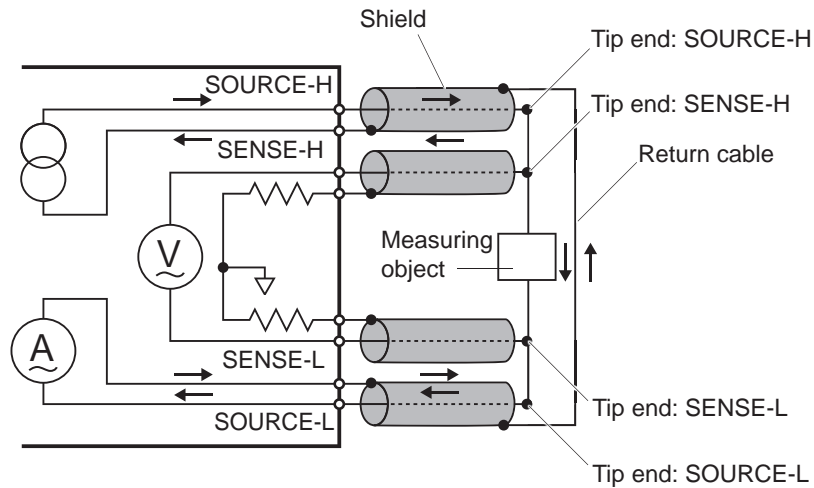 Shield
Tip end: SOURCE-H
SOURCE-H
Tip end: SENSE-H
SENSE-H
Return cable
V
Measuring
object
A
SENSE-L
SOURCE-L
Tip end: SENSE-L
Tip end: SOURCE-L